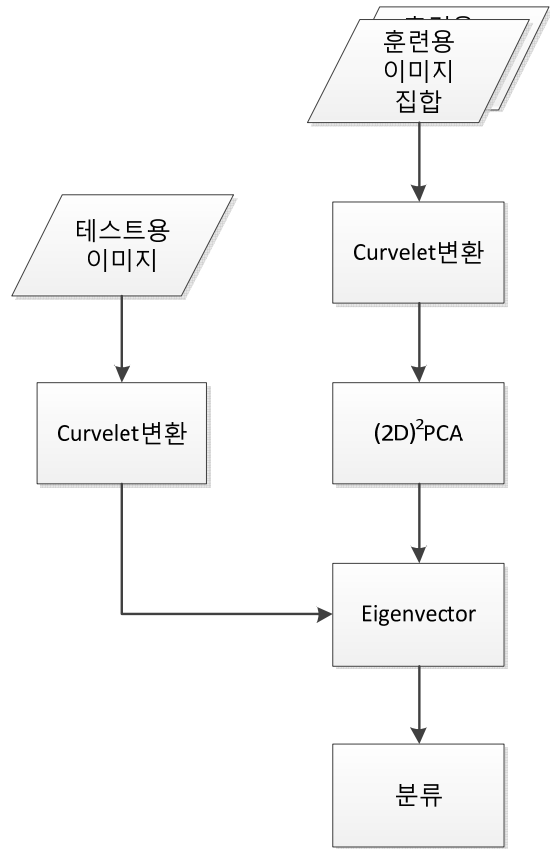 훈련용
이미지
집합
테스트용
이미지
Curvelet변환
Curvelet변환
(2D)²PCA
Eigenvector
분류